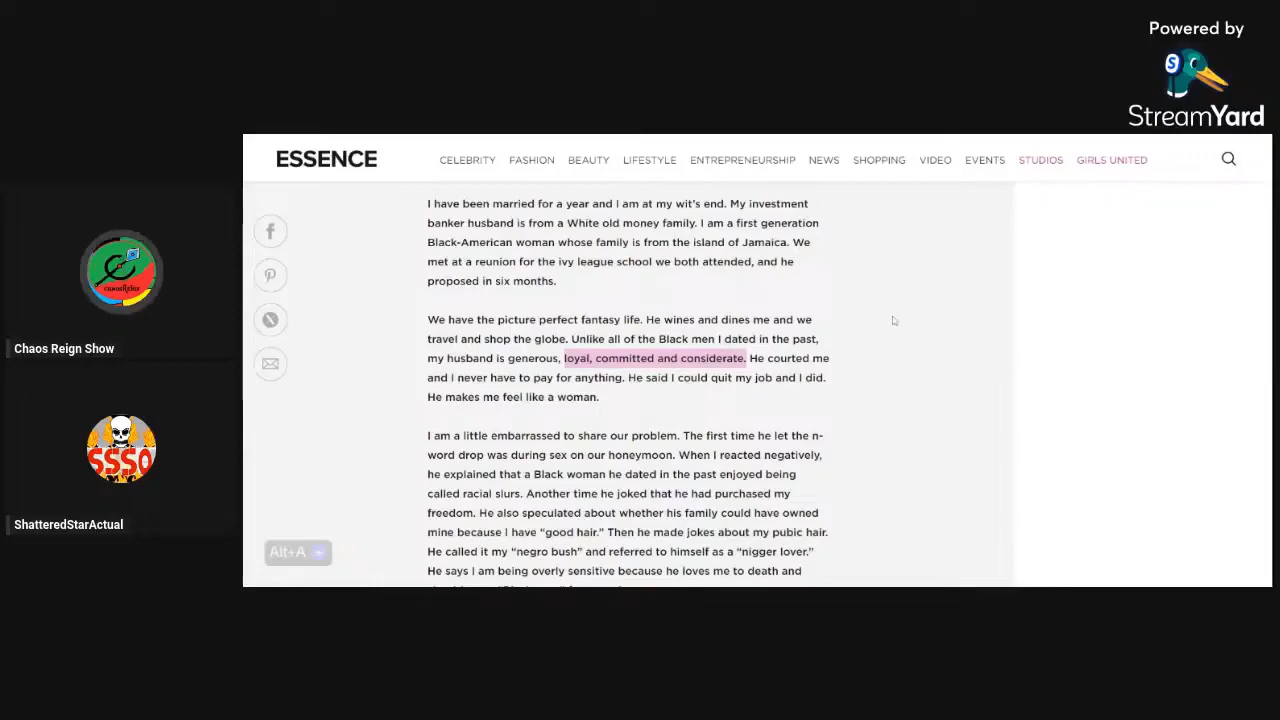 Powered by
S
StreamYard
ESSENCE
CELEBRITY FASHION BEAUTY LIFESTYLE ENTREPRENEURSHIP NEWS SHOPPING VIDEO EVENTS STUDIOS GIRLS UNITED
I have been married for a year and I am at my wit's end. My investment
banker husband is from a White old money family. I am a first generation
Black-American woman whose family is from the island of Jamaica. We
met at a reunion for the ivy league school we both attended, and he
proposed in six months.
We have the picture perfect fantasy life. He wines and dines me and we
travel and shop the globe. Unlike all of the Black men I dated in the past,
my husband is generous, loyal, committed and considerate. He courted me
and I never have to pay for anything. He said I could quit my job and I did.
He makes me feel like a woman.
I am a little embarrassed to share our problem. The first time he let the n-
word drop was during sex on our honeymoon. When I reacted negatively,
he explained that a Black woman he dated in the past enjoyed being
called racial slurs. Another time he joked that he had purchased my
freedom. He also speculated about whether his family could have owned
mine because I have “good hair.” Then he made jokes about my pubic hair.
He called it my “negro bush” and referred to himself as a “nigger lover.”
He says I am being overly sensitive because he loves me to death and
Alt+A
CHAOSREIGN
Chaos Reign Show
SSSO
ShatteredStarActual